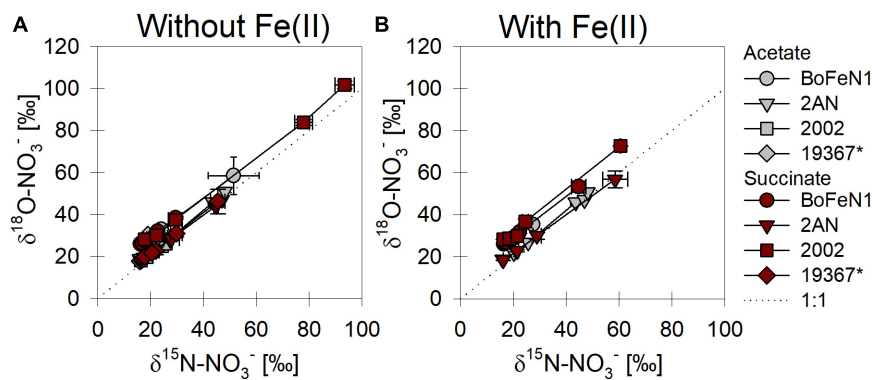 A Without Fe(II)
B With Fe(II)
δ18O-NO3- [‰]
120
100
80
60
40
20
0
0 20 40 60 80 100
δ15N-NO3- [‰]
120
100
80
60
40
20
0
0 20 40 60 80 100
δ15N-NO3- [‰]
Acetate
BoFeN1
2AN
2002
19367*
Succinate
BoFeN1
2AN
2002
19367*
1:1